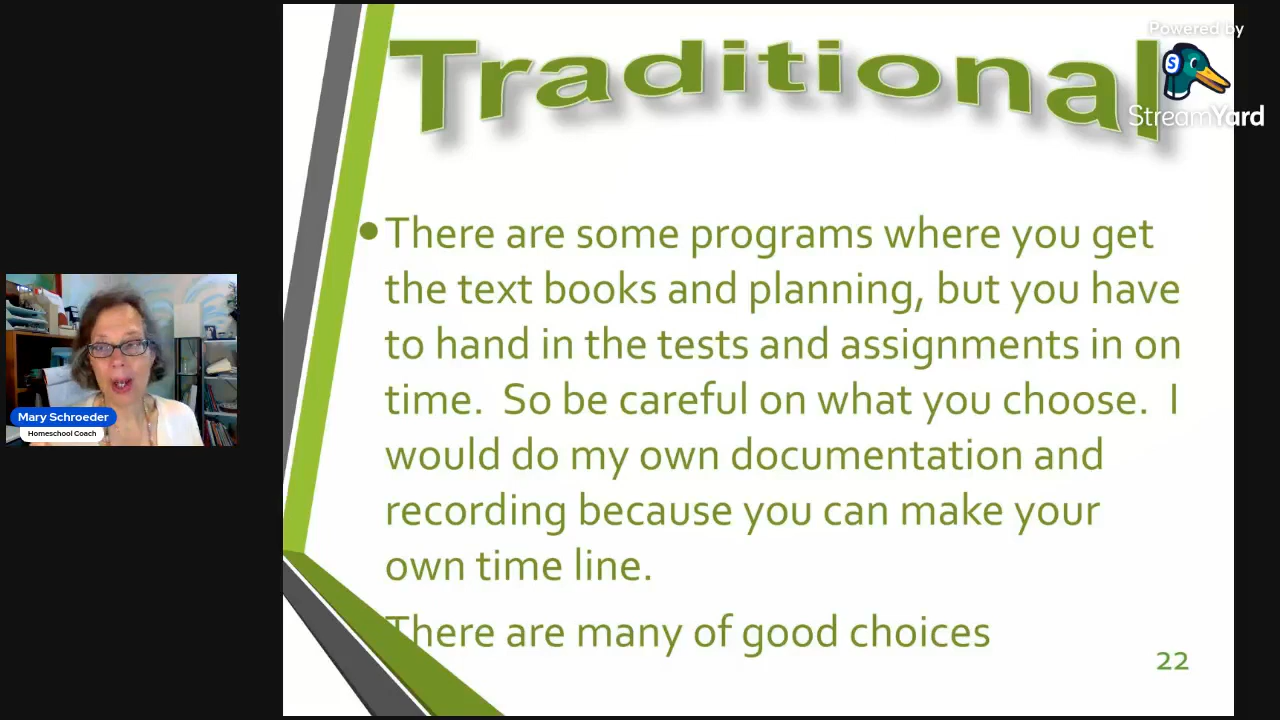 Traditional
Powered by
StreamYard
• There are some programs where you get
the text books and planning, but you have
to hand in the tests and assignments in on
time.  So be careful on what you choose.  I
would do my own documentation and
recording because you can make your
own time line.
There are many of good choices
22
Mary Schroeder
Homeschool Coach